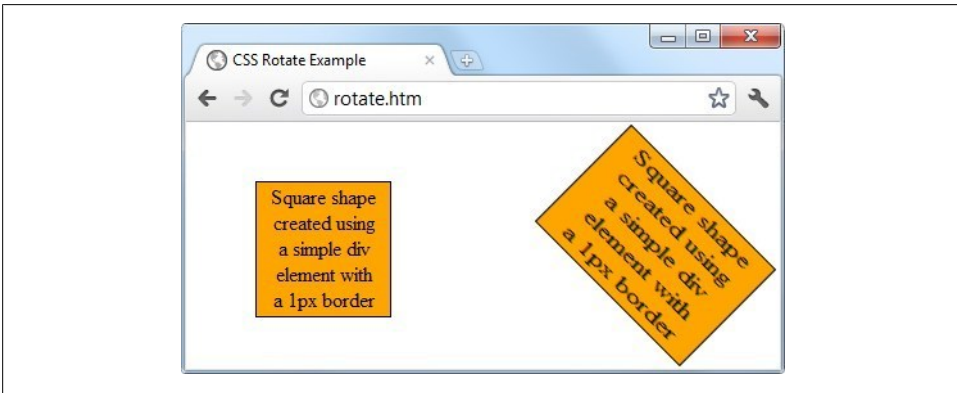 CSS Rotate Example
rotate.htm
Square shape
created using
a simple div
element with
a 1px border
Square shape
created using
a simple div
element with
a 1px border